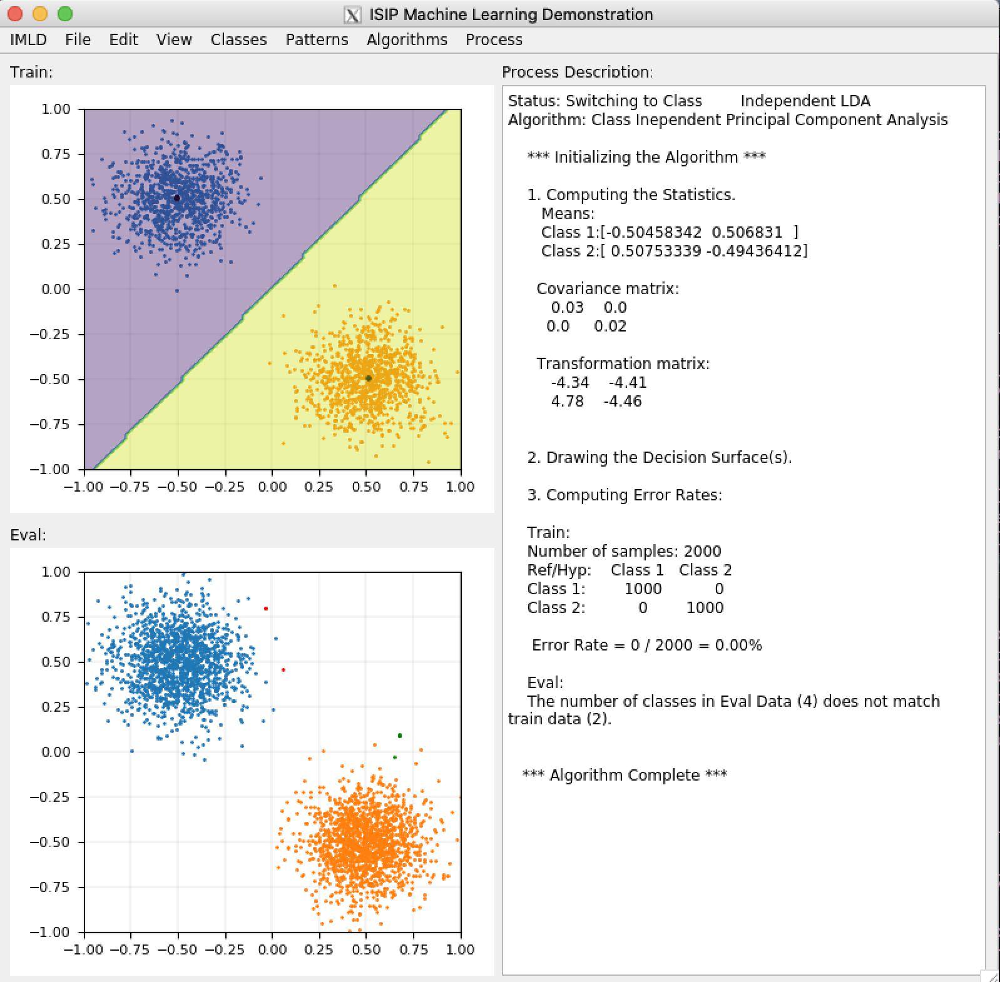 ISIP Machine Learning Demonstration
IMLD File Edit View Classes Patterns Algorithms Process
Train:
1.00
0.75
0.50
0.25
0.00
−0.25
−0.50
−0.75
−1.00
−1.00 −0.75 −0.50 −0.25 0.00 0.25 0.50 0.75 1.00
Eval:
1.00
0.75
0.50
0.25
0.00
−0.25
−0.50
−0.75
−1.00
−1.00 −0.75 −0.50 −0.25 0.00 0.25 0.50 0.75 1.00
Process Description:
Status: Switching to Class Independent LDA
Algorithm: Class Inependent Principal Component Analysis
*** Initializing the Algorithm ***
1. Computing the Statistics.
Means:
Class 1:[-0.50458342 0.506831 ]
Class 2:[ 0.50753339 -0.49436412]
Covariance matrix:
0.03 0.0
0.0 0.02
Transformation matrix:
-4.34 -4.41
4.78 -4.46
2. Drawing the Decision Surface(s).
3. Computing Error Rates:
Train:
Number of samples: 2000
Ref/Hyp: Class 1 Class 2
Class 1: 1000 0
Class 2: 0 1000
Error Rate = 0 / 2000 = 0.00%
Eval:
The number of classes in Eval Data (4) does not match
train data (2).
*** Algorithm Complete ***